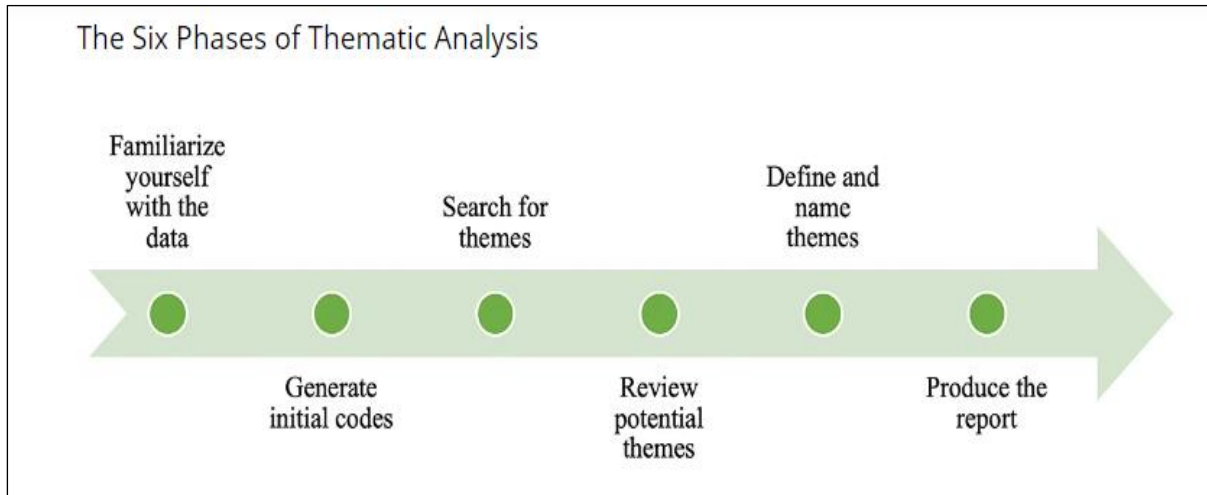 The Six Phases of Thematic Analysis
Familiarize
yourself
with the
data
Generate
initial codes
Search for
themes
Review
potential
themes
Define and
name
themes
Produce the
report